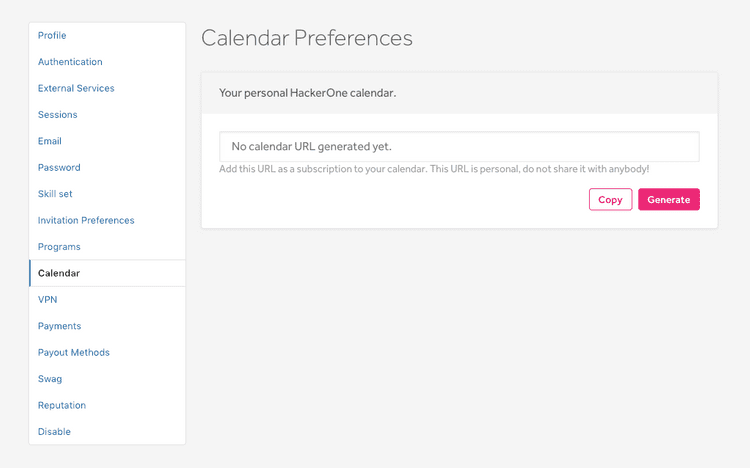 Profile
Authentication
External Services
Sessions
Email
Password
Skill set
Invitation Preferences
Programs
Calendar
VPN
Payments
Payout Methods
Swag
Reputation
Disable
Calendar Preferences
Your personal HackerOne calendar.
No calendar URL generated yet.
Add this URL as a subscription to your calendar. This URL is personal, do not share it with anybody!
Copy
Generate